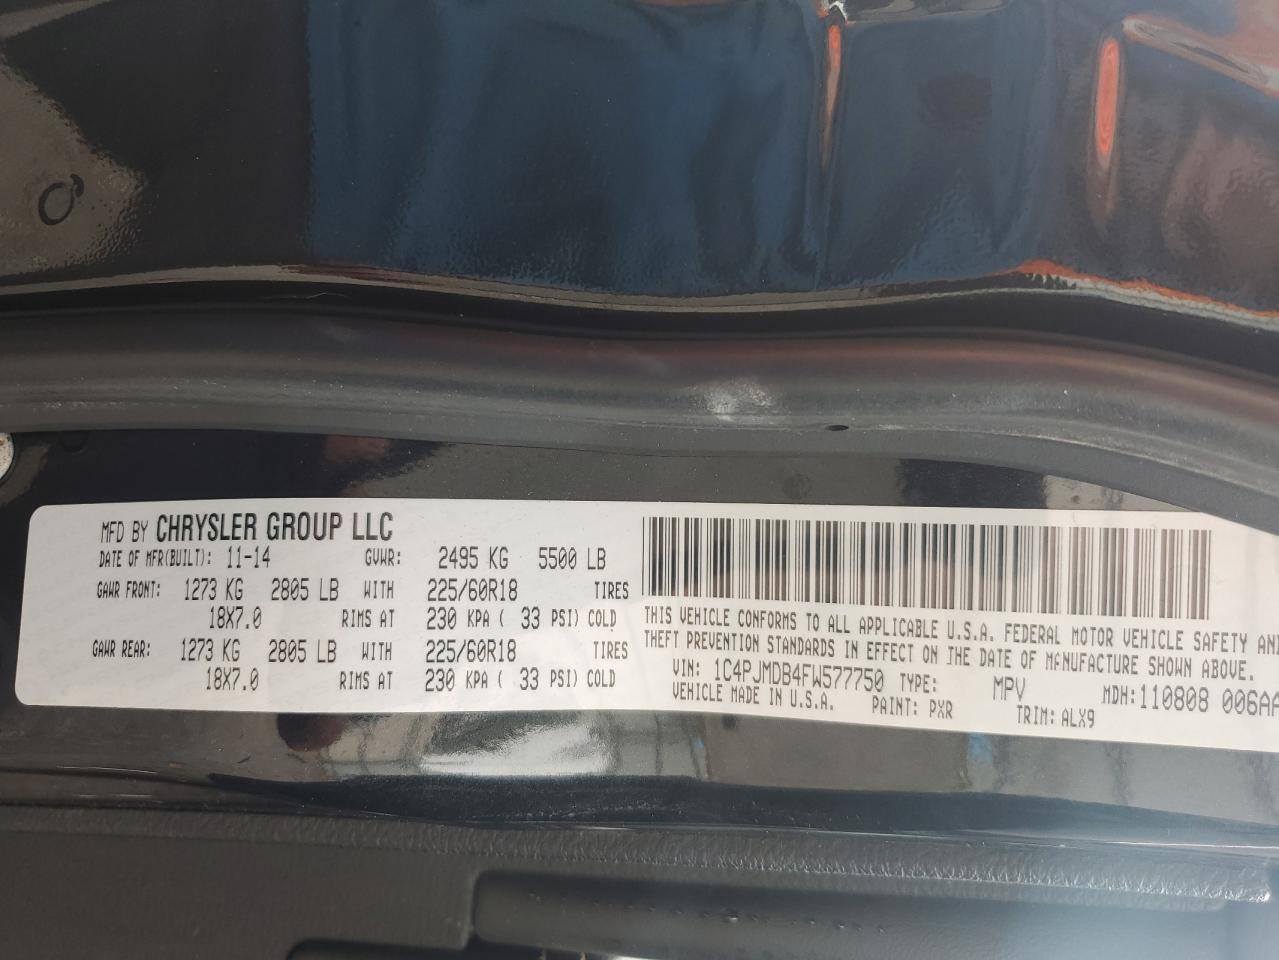 MFD BY CHRYSLER GROUP LLC
DATE OF MFR(BUILT): 11-14 GVWR: 2495 KG 5500 LB
GAWR FRONT: 1273 KG 2805 LB WITH 225/60R18 TIRES
18X7.0 RIMS AT 230 KPA ( 33 PSI) COLD
GAWR REAR: 1273 KG 2805 LB WITH 225/60R18 TIRES
18X7.0 RIMS AT 230 KPA ( 33 PSI) COLD
THIS VEHICLE CONFORMS TO ALL APPLICABLE U.S.A. FEDERAL MOTOR VEHICLE SAFETY AND
THEFT PREVENTION STANDARDS IN EFFECT ON THE DATE OF MANUFACTURE SHOWN ABOVE.
VIN: 1C4PJMDB4FW577750 TYPE: MPV MDH: 110808 006AA
VEHICLE MADE IN U.S.A. PAINT: PXR TRIM: ALX9